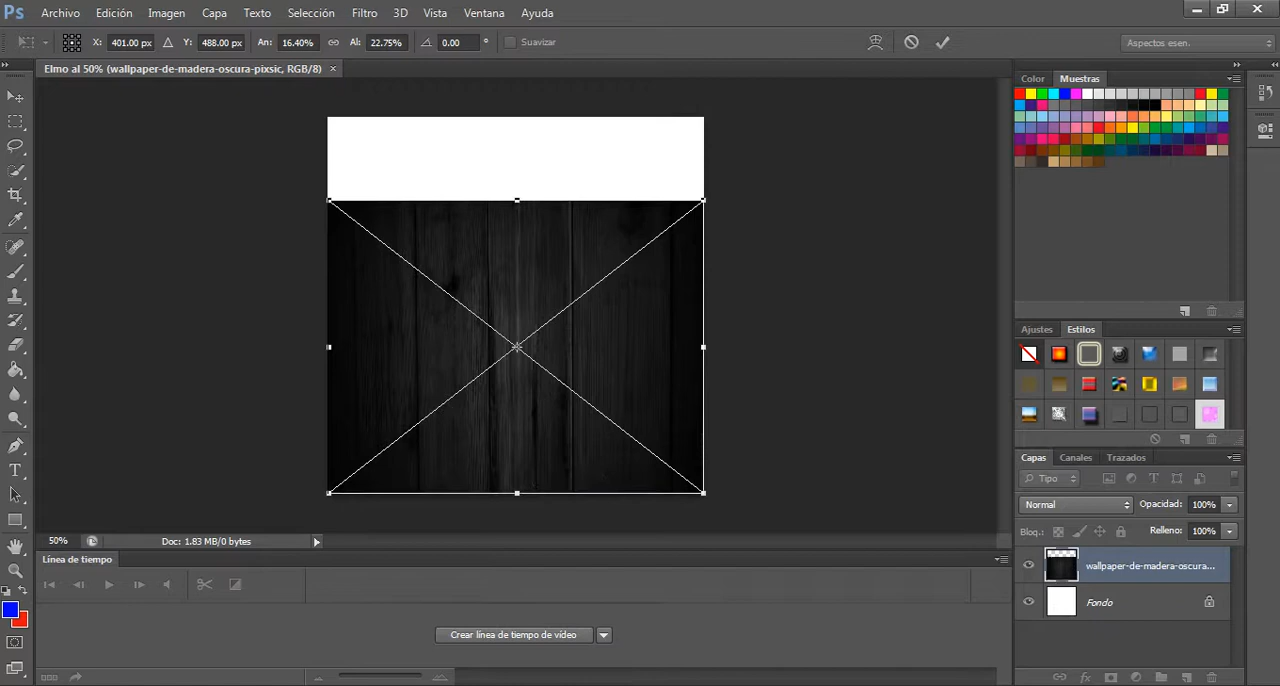 Ps Archivo Edición Imagen Capa Texto Selección Filtro 3D Vista Ventana Ayuda
X: 401.00 px Y: 488.00 px An: 16.40% Al: 22.75% 0.00 ° Suavizar Aspectos esen.
Elmo al 50% (wallpaper-de-madera-oscura-pixsic, RGB/8) ×
Color Muestras
Ajustes Estilos
Capas Canales Trazados
Tipo
Normal Opacidad: 100%
Bloq.: Relleno: 100%
wallpaper-de-madera-oscura...
Fondo
50% Doc: 1.83 MB/0 bytes
Línea de tiempo
Crear línea de tiempo de vídeo